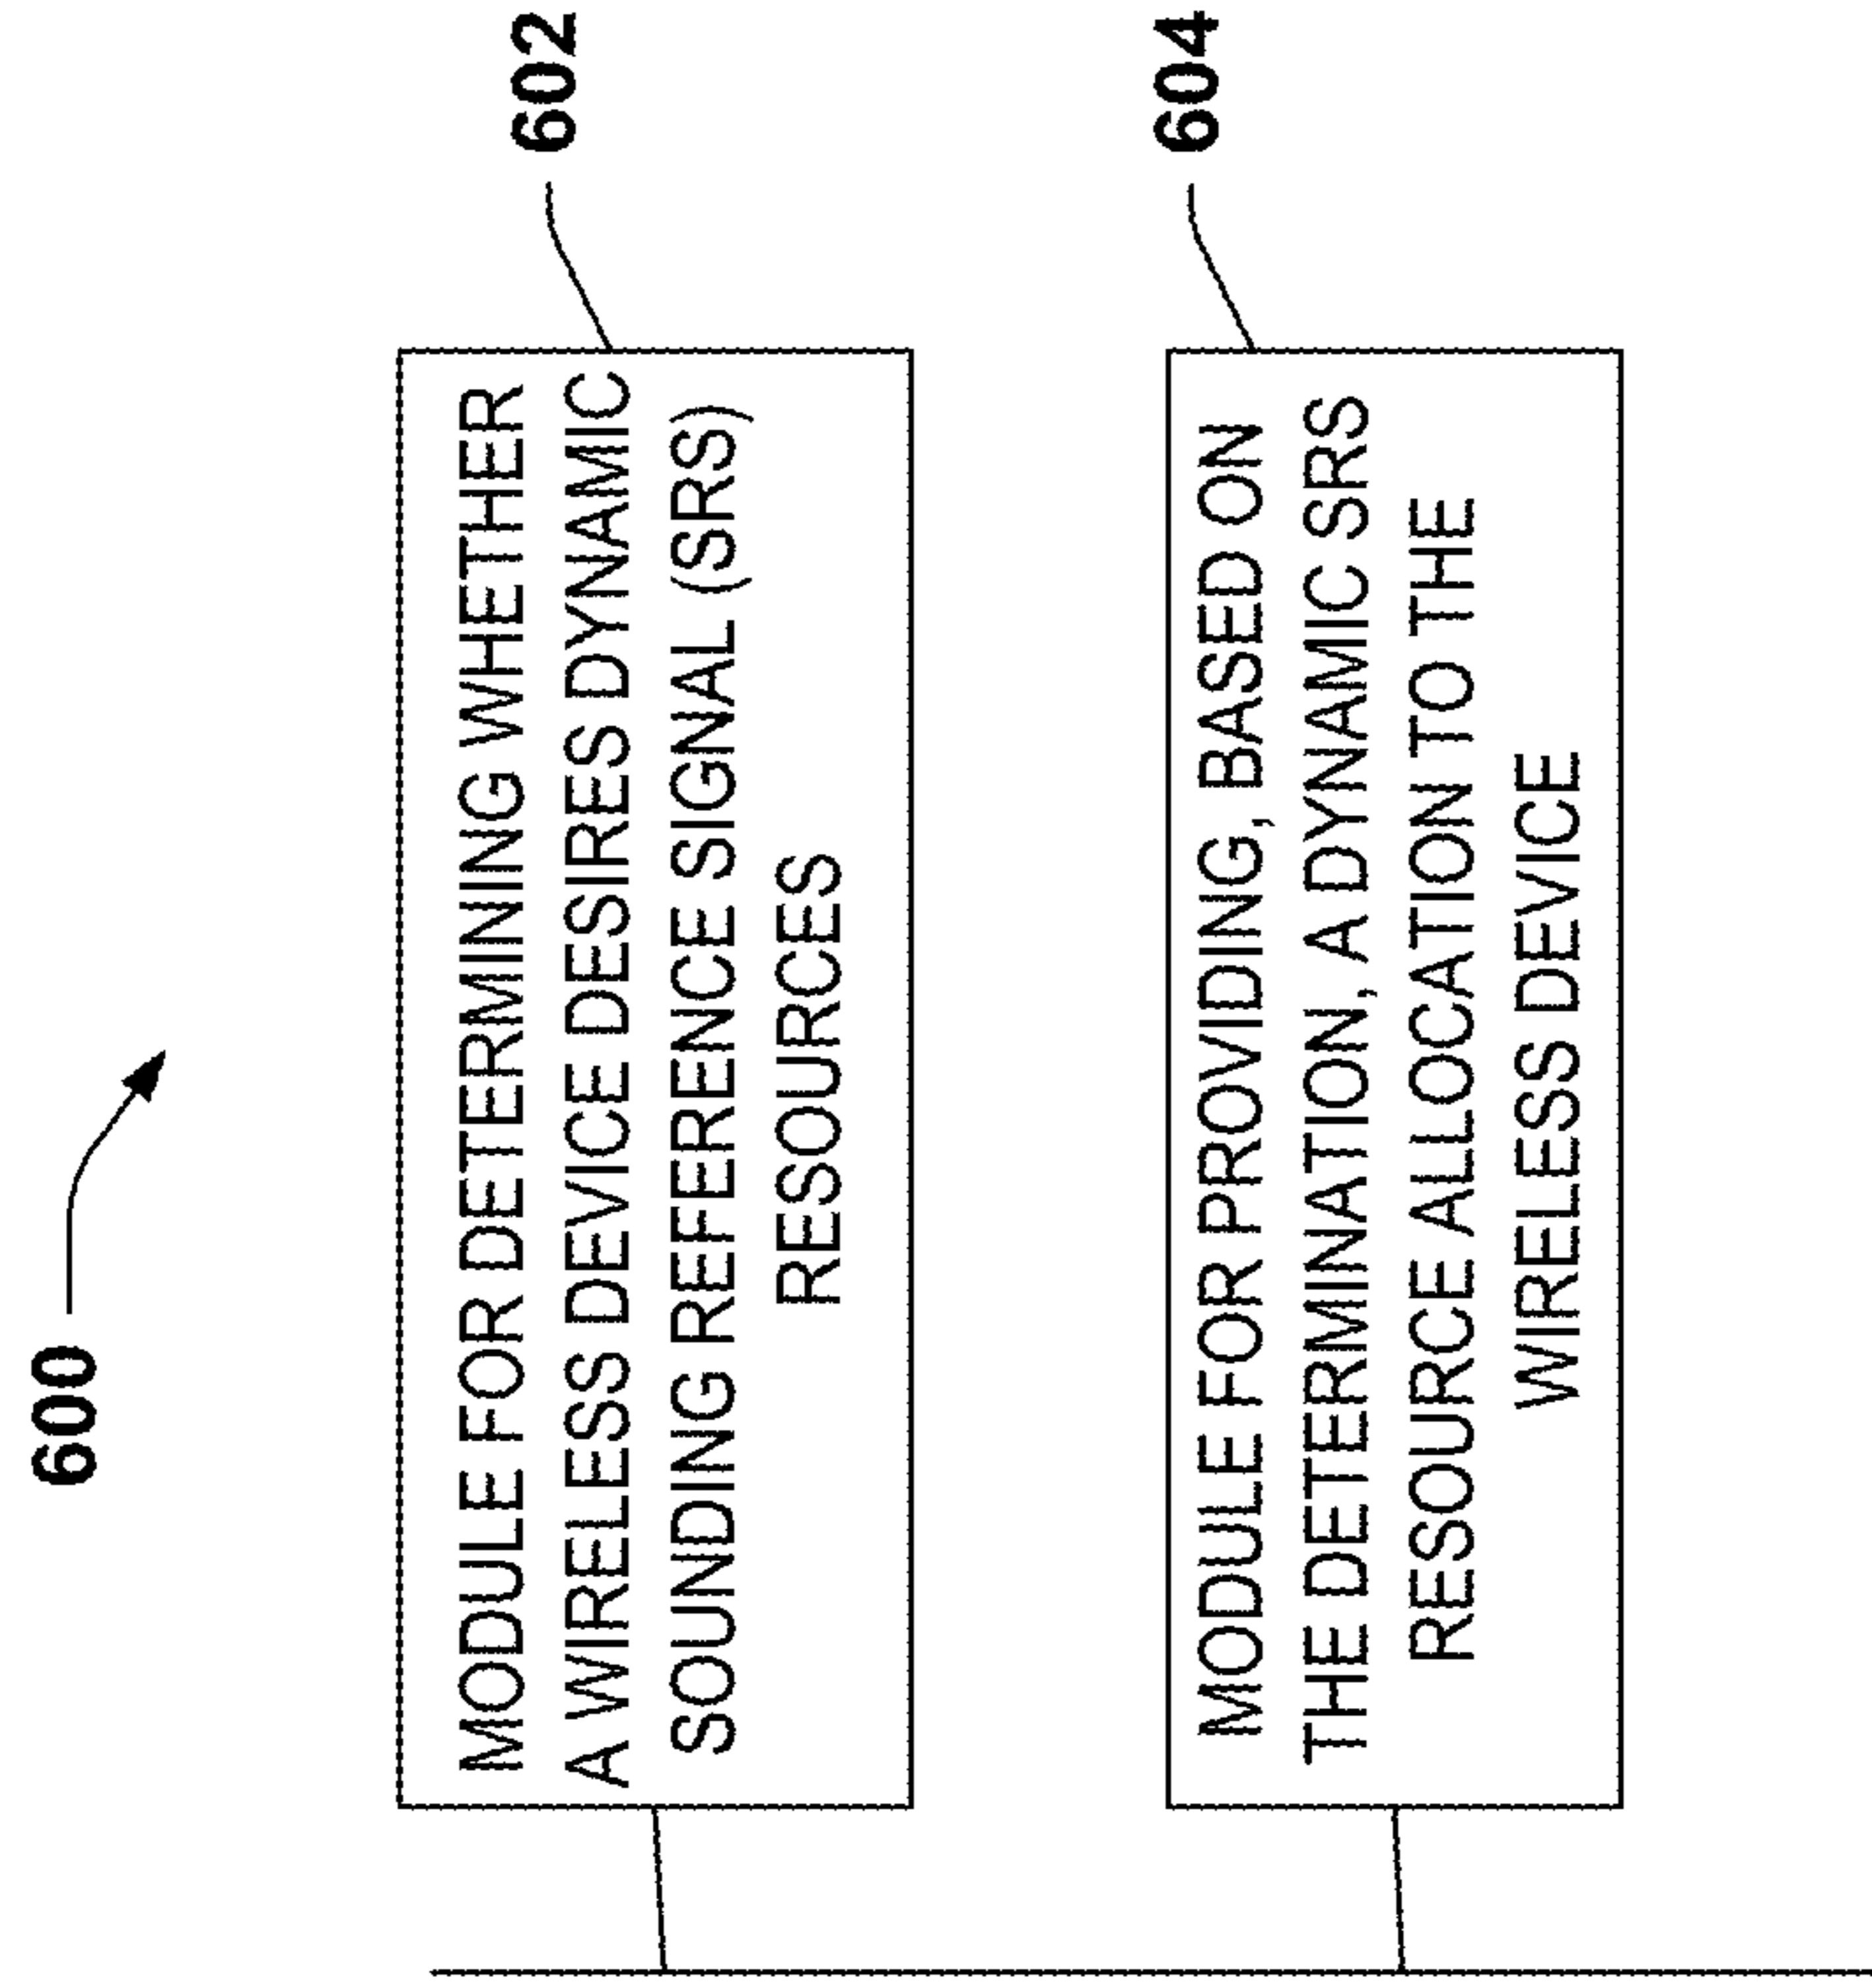 600
MODULE FOR DETERMINING WHETHER
A WIRELESS DEVICE DESIRES DYNAMIC
SOUNDING REFERENCE SIGNAL (SRS)
RESOURCES
602
MODULE FOR PROVIDING, BASED ON
THE DETERMINATION, A DYNAMIC SRS
RESOURCE ALLOCATION TO THE
WIRELESS DEVICE
604